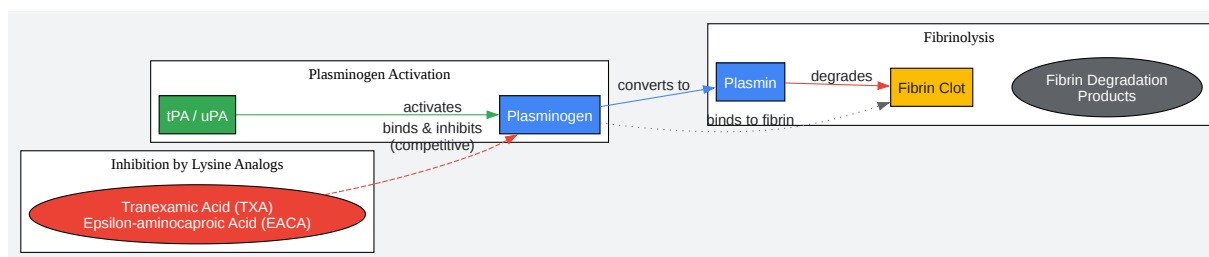 Fibrinolysis
Plasminogen Activation
Plasmin
degrades
Fibrin Clot
Fibrin Degradation
Products
converts to
tPA / uPA
activates
Plasminogen
binds to fibrin
binds & inhibits
(competitive)
Inhibition by Lysine Analogs
Tranexamic Acid (TXA)
Epsilon-aminocaproic Acid (EACA)